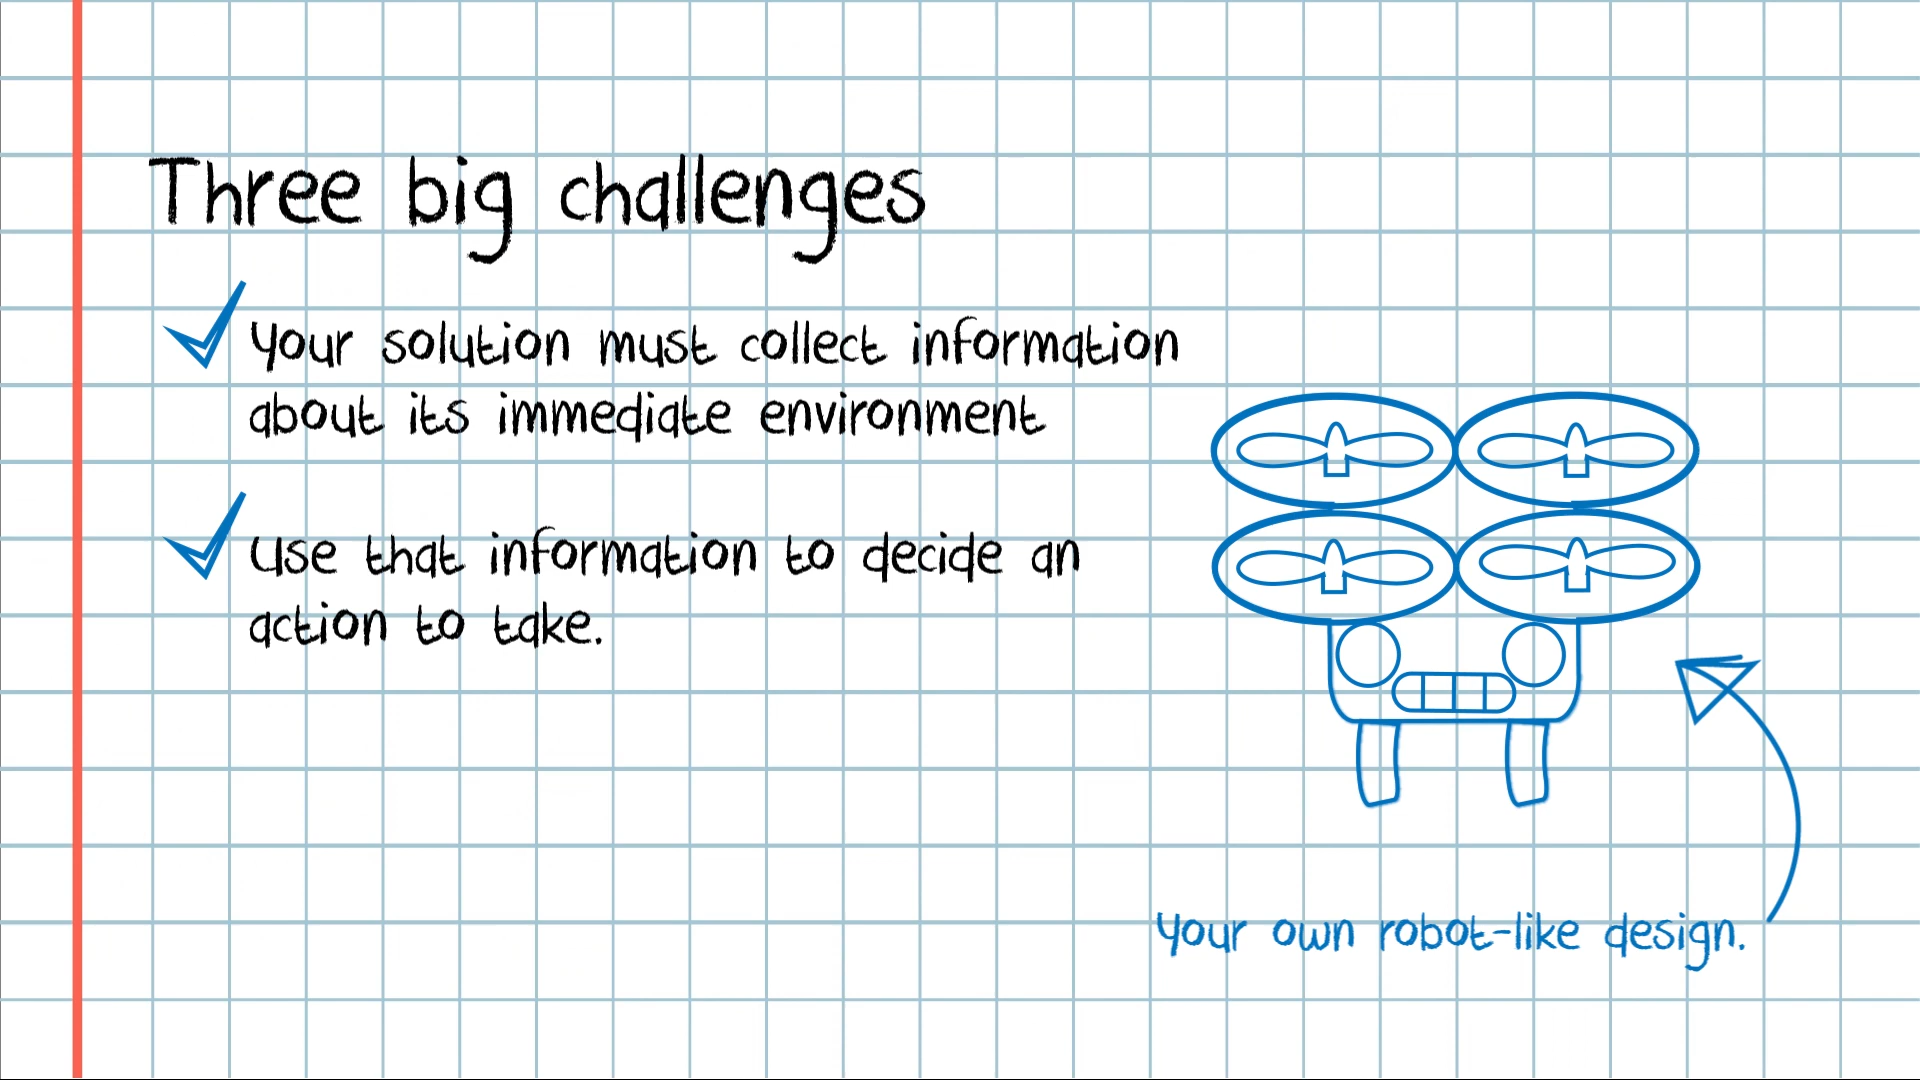 Three big challenges
Your solution must collect information
about its immediate environment
Use that information to decide an
action to take.
Your own robot-like design.